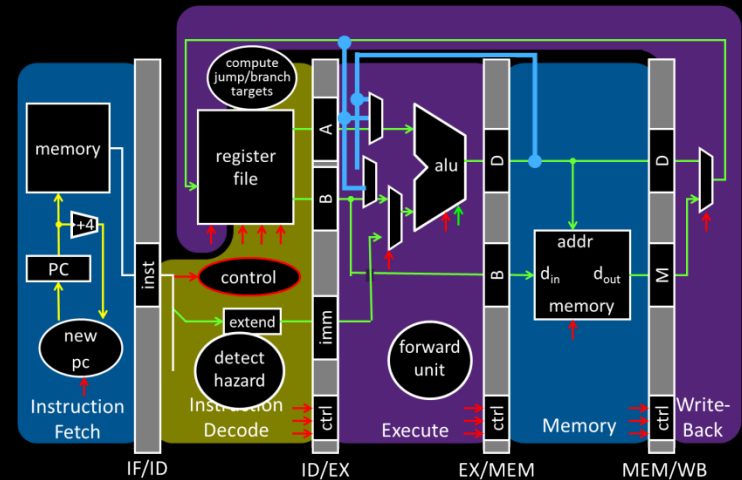 compute
jump/branch
targets
memory
register
file
A
B
alu
D
D
+4
addr
d_in
d_out
memory
PC
inst
control
B
M
new
pc
extend
imm
detect
hazard
forward
unit
Instruction
Fetch
Instruction
Decode
ctrl
Execute
ctrl
Memory
ctrl
Write-
Back
IF/ID
ID/EX
EX/MEM
MEM/WB